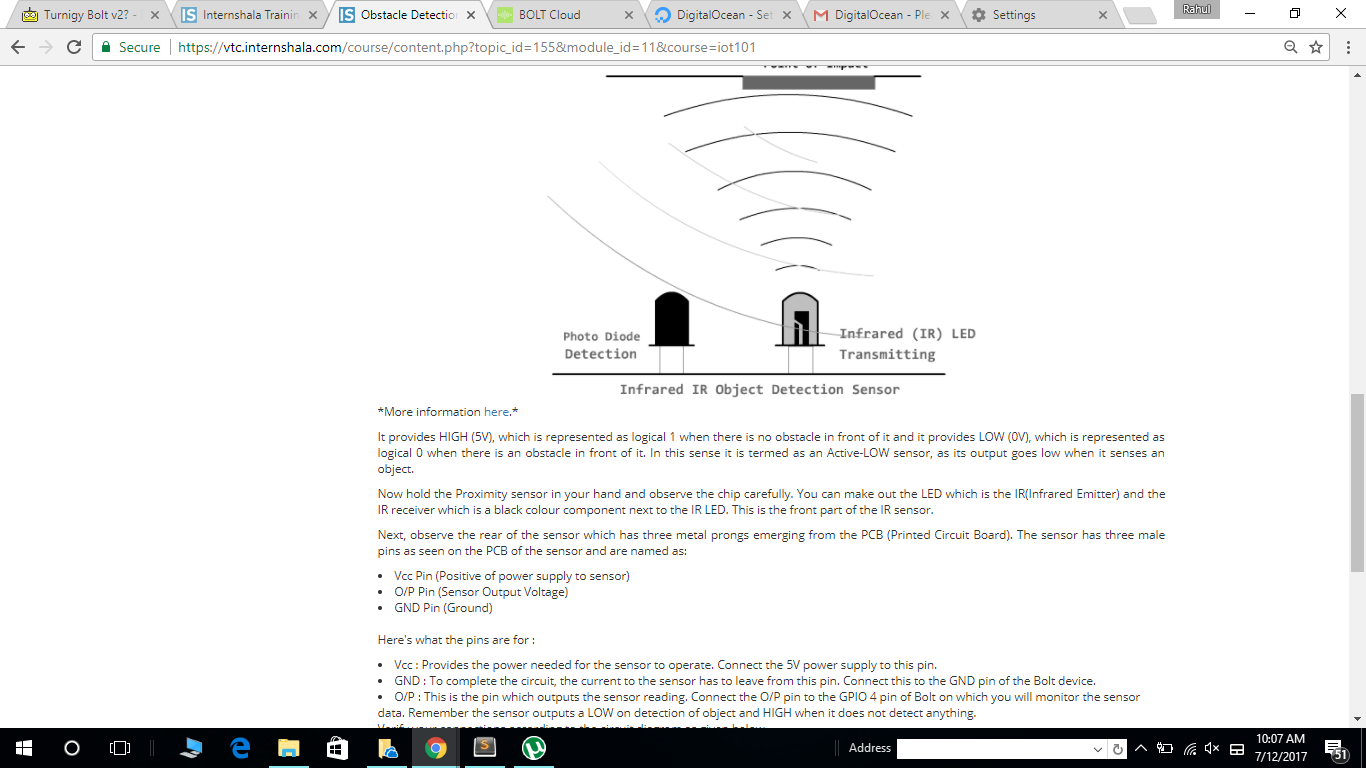 Turnigy Bolt v2? -
Internshala Trainin
Obstacle Detectio
BOLT Cloud
DigitalOcean - Set
DigitalOcean - Ple
Settings
Rahul
Secure
https://vtc.internshala.com/course/content.php?topic_id=155&module_id=11&course=iot101
Point of Impact
Photo Diode
Detection
Infrared (IR) LED
Transmitting
Infrared IR Object Detection Sensor
*More information here.*
It provides HIGH (5V), which is represented as logical 1 when there is no obstacle in front of it and it provides LOW (0V), which is represented as
logical 0 when there is an obstacle in front of it. In this sense it is termed as an Active-LOW sensor, as its output goes low when it senses an
object.
Now hold the Proximity sensor in your hand and observe the chip carefully. You can make out the LED which is the IR(Infrared Emitter) and the
IR receiver which is a black colour component next to the IR LED. This is the front part of the IR sensor.
Next, observe the rear of the sensor which has three metal prongs emerging from the PCB (Printed Circuit Board). The sensor has three male
pins as seen on the PCB of the sensor and are named as:
• Vcc Pin (Positive of power supply to sensor)
• O/P Pin (Sensor Output Voltage)
• GND Pin (Ground)
Here's what the pins are for :
• Vcc : Provides the power needed for the sensor to operate. Connect the 5V power supply to this pin.
• GND : To complete the circuit, the current to the sensor has to leave from this pin. Connect this to the GND pin of the Bolt device.
• O/P : This is the pin which outputs the sensor reading. Connect the O/P pin to the GPIO 4 pin of Bolt on which you will monitor the sensor
data. Remember the sensor outputs a LOW on detection of object and HIGH when it does not detect anything.
Address
10:07 AM
7/12/2017
51